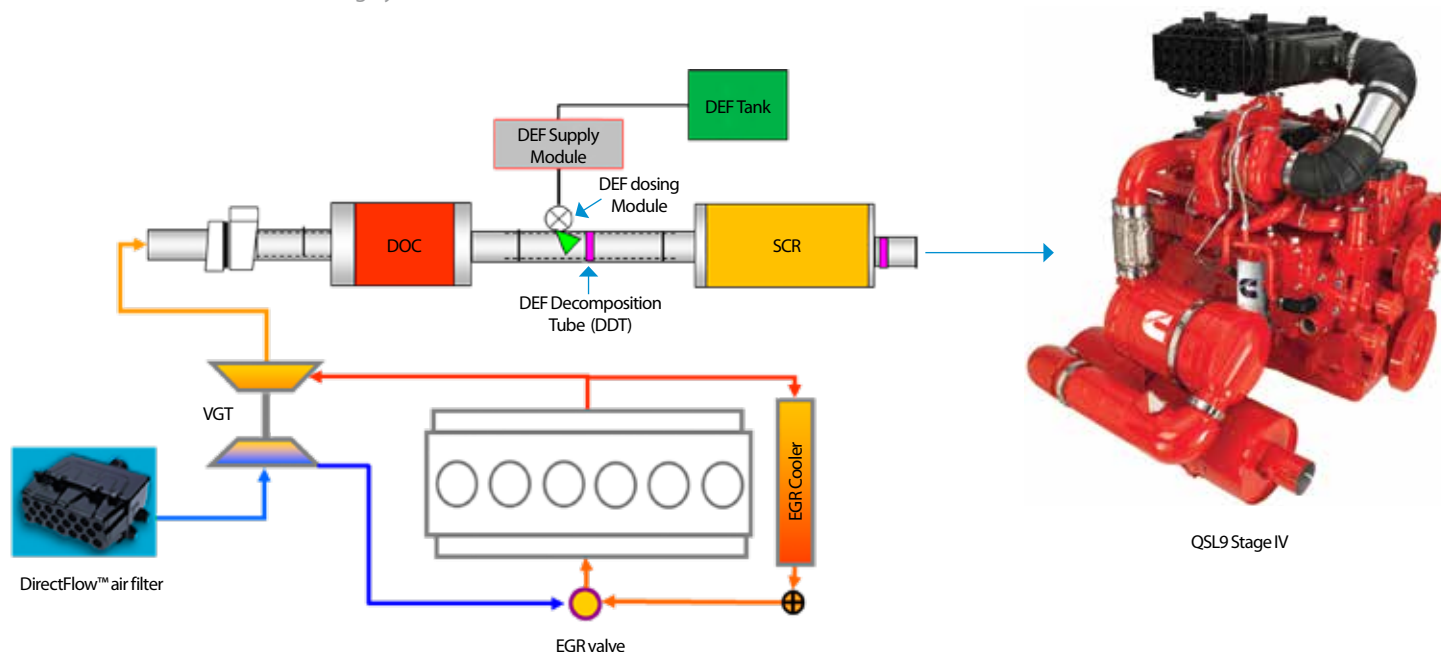 DEF Tank
DEF Supply
Module
DEF dosing
Module
DOC
SCR
DEF Decomposition
Tube (DDT)
VGT
EGR Cooler
DirectFlow™ air filter
EGR valve
QSL9 Stage IV